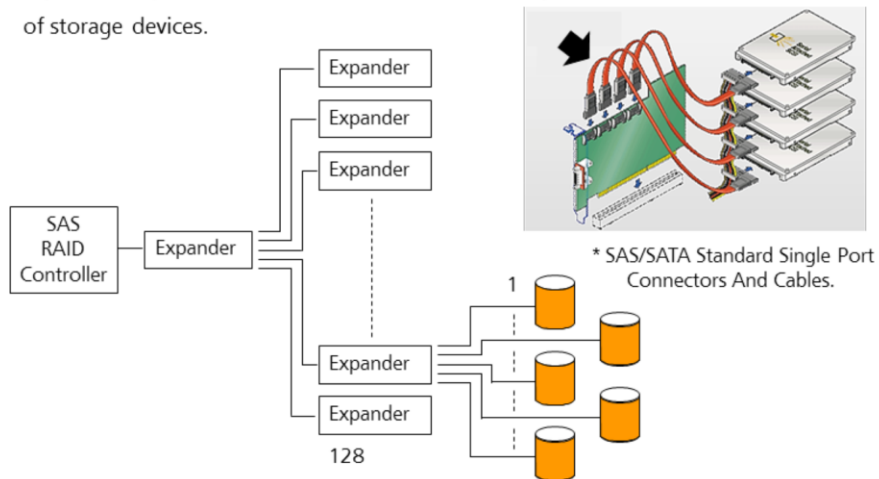 of storage devices.
Expander
Expander
Expander
SAS
RAID
Controller
Expander
* SAS/SATA Standard Single Port
Connectors And Cables.
1
Expander
Expander
128